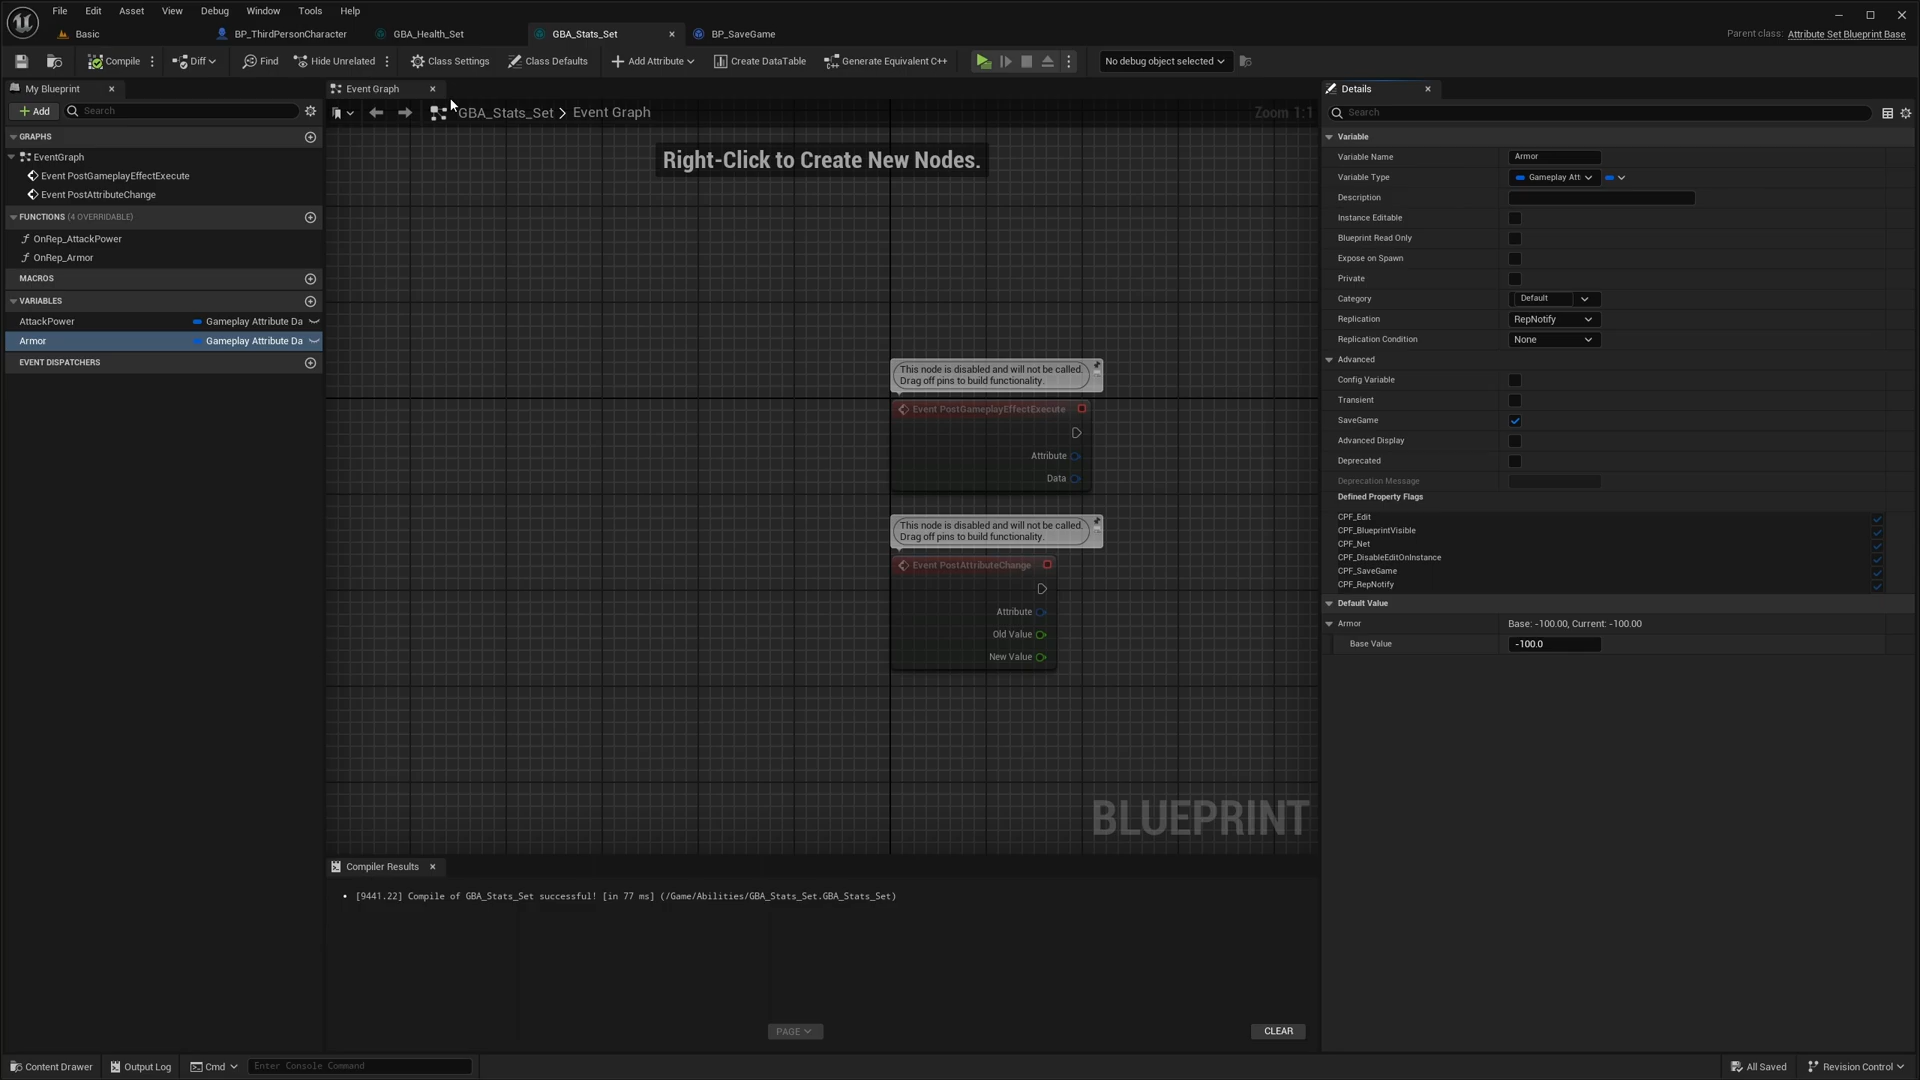 File Edit Asset View Debug Window Tools Help
Basic BP_ThirdPersonCharacter GBA_Health_Set GBA_Stats_Set BP_SaveGame
Parent class: Attribute Set Blueprint Base
Compile Diff Find Hide Unrelated Class Settings Class Defaults Add Attribute Create DataTable Generate Equivalent C++ No debug object selected
My Blueprint
Add Search
GRAPHS
EventGraph
Event PostGameplayEffectExecute
Event PostAttributeChange
FUNCTIONS (4 OVERRIDABLE)
OnRep_AttackPower
OnRep_Armor
MACROS
VARIABLES
AttackPower Gameplay Attribute Da
Armor Gameplay Attribute Da
EVENT DISPATCHERS
Event Graph
GBA_Stats_Set > Event Graph
Zoom 1:1
Right-Click to Create New Nodes.
This node is disabled and will not be called.
Drag off pins to build functionality.
Event PostGameplayEffectExecute
Attribute
Data
This node is disabled and will not be called.
Drag off pins to build functionality.
Event PostAttributeChange
Attribute
Old Value
New Value
BLUEPRINT
Compiler Results
[9441.22] Compile of GBA_Stats_Set successful! [in 77 ms] (/Game/Abilities/GBA_Stats_Set.GBA_Stats_Set)
PAGE
CLEAR
Details
Search
Variable
Variable Name Armor
Variable Type Gameplay Att
Description
Instance Editable
Blueprint Read Only
Expose on Spawn
Private
Category Default
Replication RepNotify
Replication Condition None
Advanced
Config Variable
Transient
SaveGame
Advanced Display
Deprecated
Deprecation Message
Defined Property Flags
CPF_Edit
CPF_BlueprintVisible
CPF_Net
CPF_DisableEditOnInstance
CPF_SaveGame
CPF_RepNotify
Default Value
Armor Base: -100.00, Current: -100.00
Base Value -100.0
Content Drawer Output Log Cmd Enter Console Command All Saved Revision Control